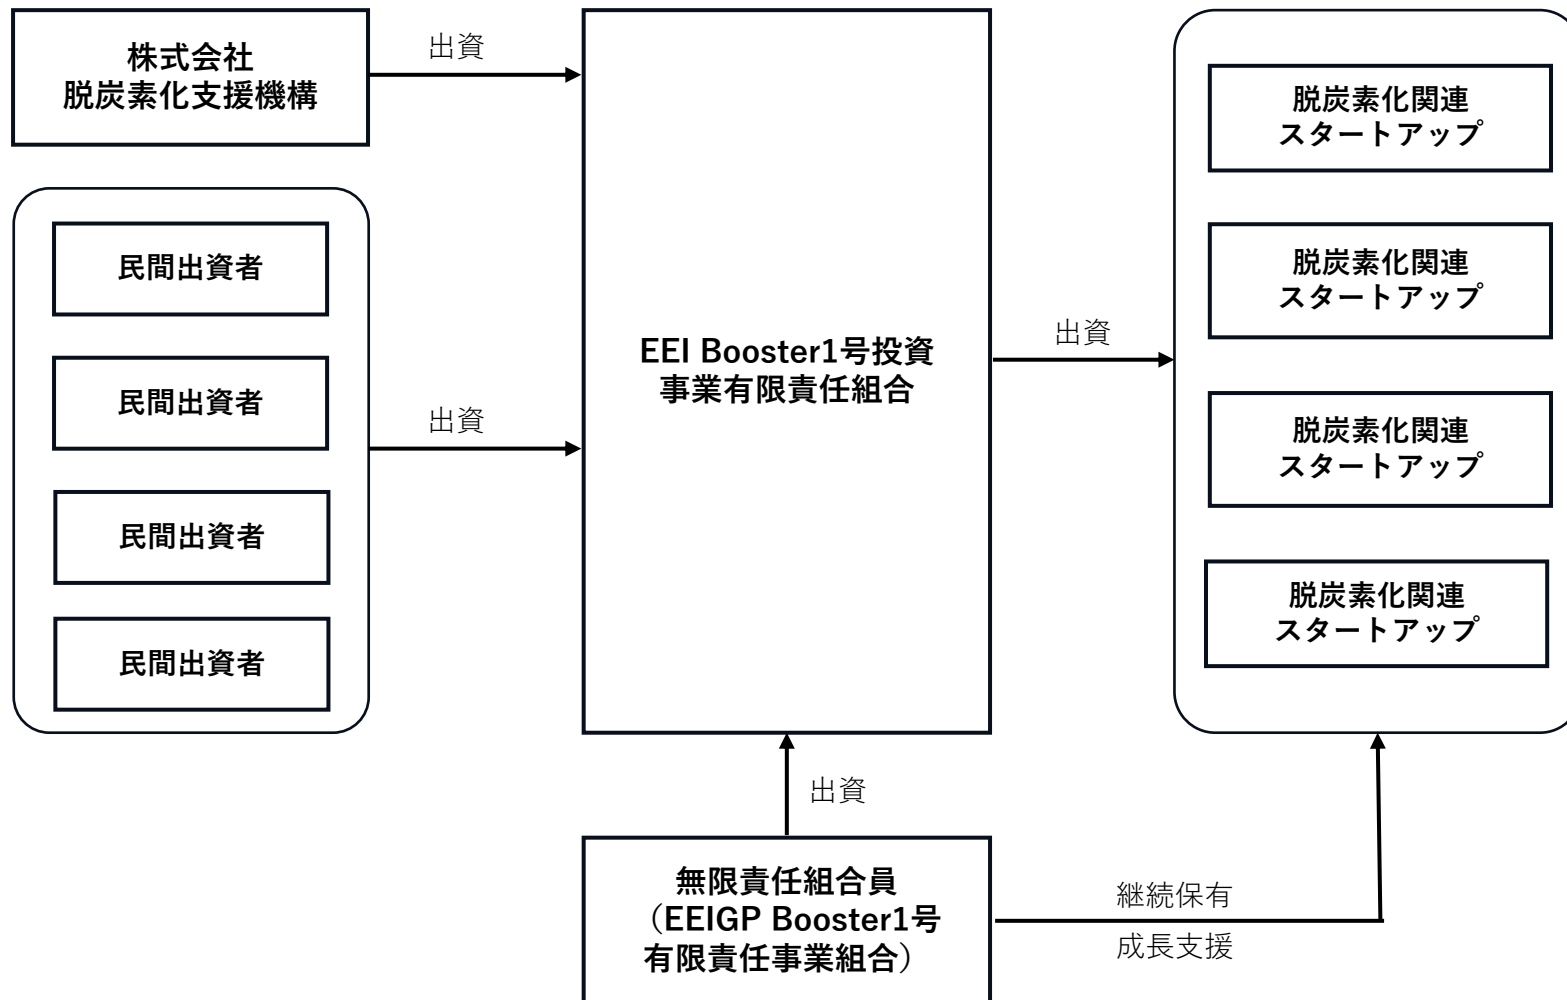 株式会社
脱炭素化支援機構
出資
民間出資者
民間出資者
民間出資者
民間出資者
出資
EEI Booster1号投資
事業有限責任組合
出資
脱炭素化関連
スタートアップ
脱炭素化関連
スタートアップ
脱炭素化関連
スタートアップ
脱炭素化関連
スタートアップ
出資
無限責任組合員
（EEIGP Booster1号
有限責任事業組合）
継続保有
成長支援